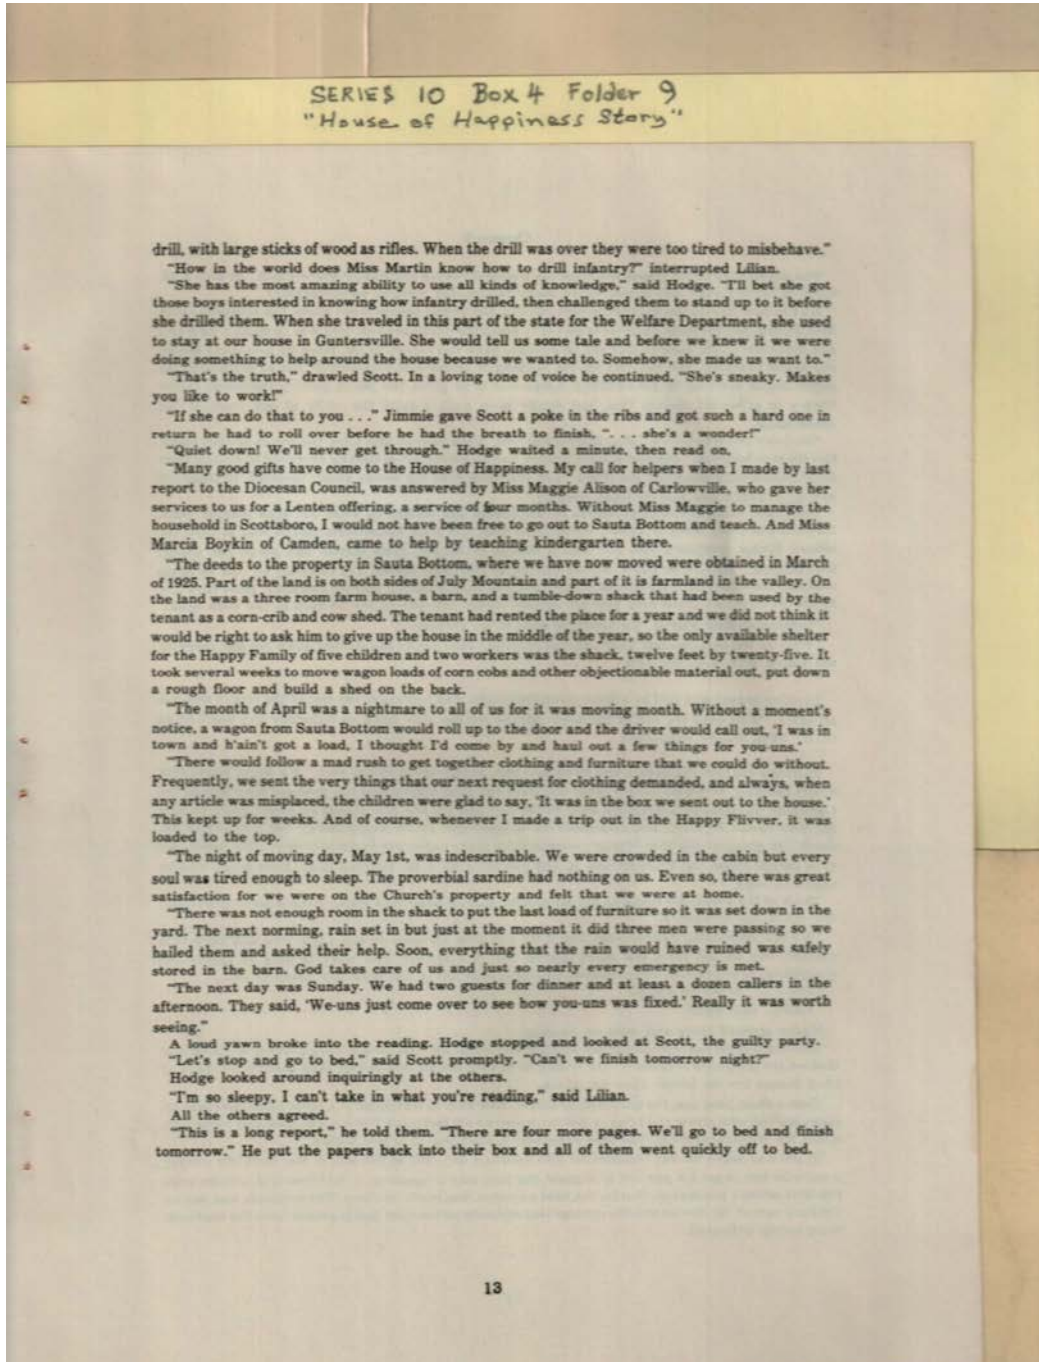 SERIES 10 Box 4 Folder 9
"House of Happiness Story"
drill, with large sticks of wood as rifles. When the drill was over they were too tired to misbehave."
"How in the world does Miss Martin know how to drill infantry?" interrupted Lilian.
"She has the most amazing ability to use all kinds of knowledge," said Hodge. "I'll bet she got
those boys interested in knowing how infantry drilled, then challenged them to stand up to it before
she drilled them. When she traveled in this part of the state for the Welfare Department, she used
to stay at our house in Guntersville. She would tell us some tale and before we knew it we were
doing something to help around the house because we wanted to. Somehow, she made us want to."
"That's the truth," drawled Scott. In a loving tone of voice he continued, "She's sneaky. Makes
you like to work!"
"If she can do that to you . . ." Jimmie gave Scott a poke in the ribs and got such a hard one in
return he had to roll over before he had the breath to finish, ". . . she's a wonder!"
"Quiet down! We'll never get through." Hodge waited a minute, then read on,
"Many good gifts have come to the House of Happiness. My call for helpers when I made by last
report to the Diocesan Council, was answered by Miss Maggie Alison of Carlowville, who gave her
services to us for a Lenten offering, a service of four months. Without Miss Maggie to manage the
household in Scottsboro, I would not have been free to go out to Sauta Bottom and teach. And Miss
Marcia Boykin of Camden, came to help by teaching kindergarten there.
"The deeds to the property in Sauta Bottom, where we have now moved were obtained in March
of 1925. Part of the land is on both sides of July Mountain and part of it is farmland in the valley. On
the land was a three room farm house, a barn, and a tumble-down shack that had been used by the
tenant as a corn-crib and cow shed. The tenant had rented the place for a year and we did not think it
would be right to ask him to give up the house in the middle of the year, so the only available shelter
for the Happy Family of five children and two workers was the shack, twelve feet by twenty-five. It
took several weeks to move wagon loads of corn cobs and other objectionable material out, put down
a rough floor and build a shed on the back.
"The month of April was a nightmare to all of us for it was moving month. Without a moment's
notice, a wagon from Sauta Bottom would roll up to the door and the driver would call out, 'I was in
town and h'ain't got a load, I thought I'd come by and haul out a few things for you-uns.'
"There would follow a mad rush to get together clothing and furniture that we could do without.
Frequently, we sent the very things that our next request for clothing demanded, and always, when
any article was misplaced, the children were glad to say, 'It was in the box we sent out to the house.'
This kept up for weeks. And of course, whenever I made a trip out in the Happy Flivver, it was
loaded to the top.
"The night of moving day, May 1st, was indescribable. We were crowded in the cabin but every
soul was tired enough to sleep. The proverbial sardine had nothing on us. Even so, there was great
satisfaction for we were on the Church's property and felt that we were at home.
"There was not enough room in the shack to put the last load of furniture so it was set down in the
yard. The next norming, rain set in but just at the moment it did three men were passing so we
hailed them and asked their help. Soon, everything that the rain would have ruined was safely
stored in the barn. God takes care of us and just so nearly every emergency is met.
"The next day was Sunday. We had two guests for dinner and at least a dozen callers in the
afternoon. They said, 'We-uns just come over to see how you-uns was fixed.' Really it was worth
seeing."
A loud yawn broke into the reading. Hodge stopped and looked at Scott, the guilty party.
"Let's stop and go to bed," said Scott promptly. "Can't we finish tomorrow night?"
Hodge looked around inquiringly at the others.
"I'm so sleepy, I can't take in what you're reading," said Lilian.
All the others agreed.
"This is a long report," he told them. "There are four more pages. We'll go to bed and finish
tomorrow." He put the papers back into their box and all of them went quickly off to bed.
13